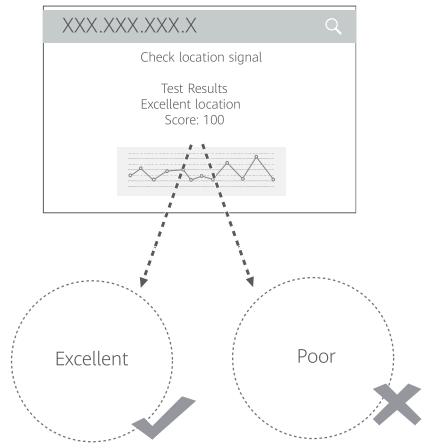 XXX.XXX.XXX.X
Check location signal
Test Results
Excellent location
Score: 100
Excellent
Poor